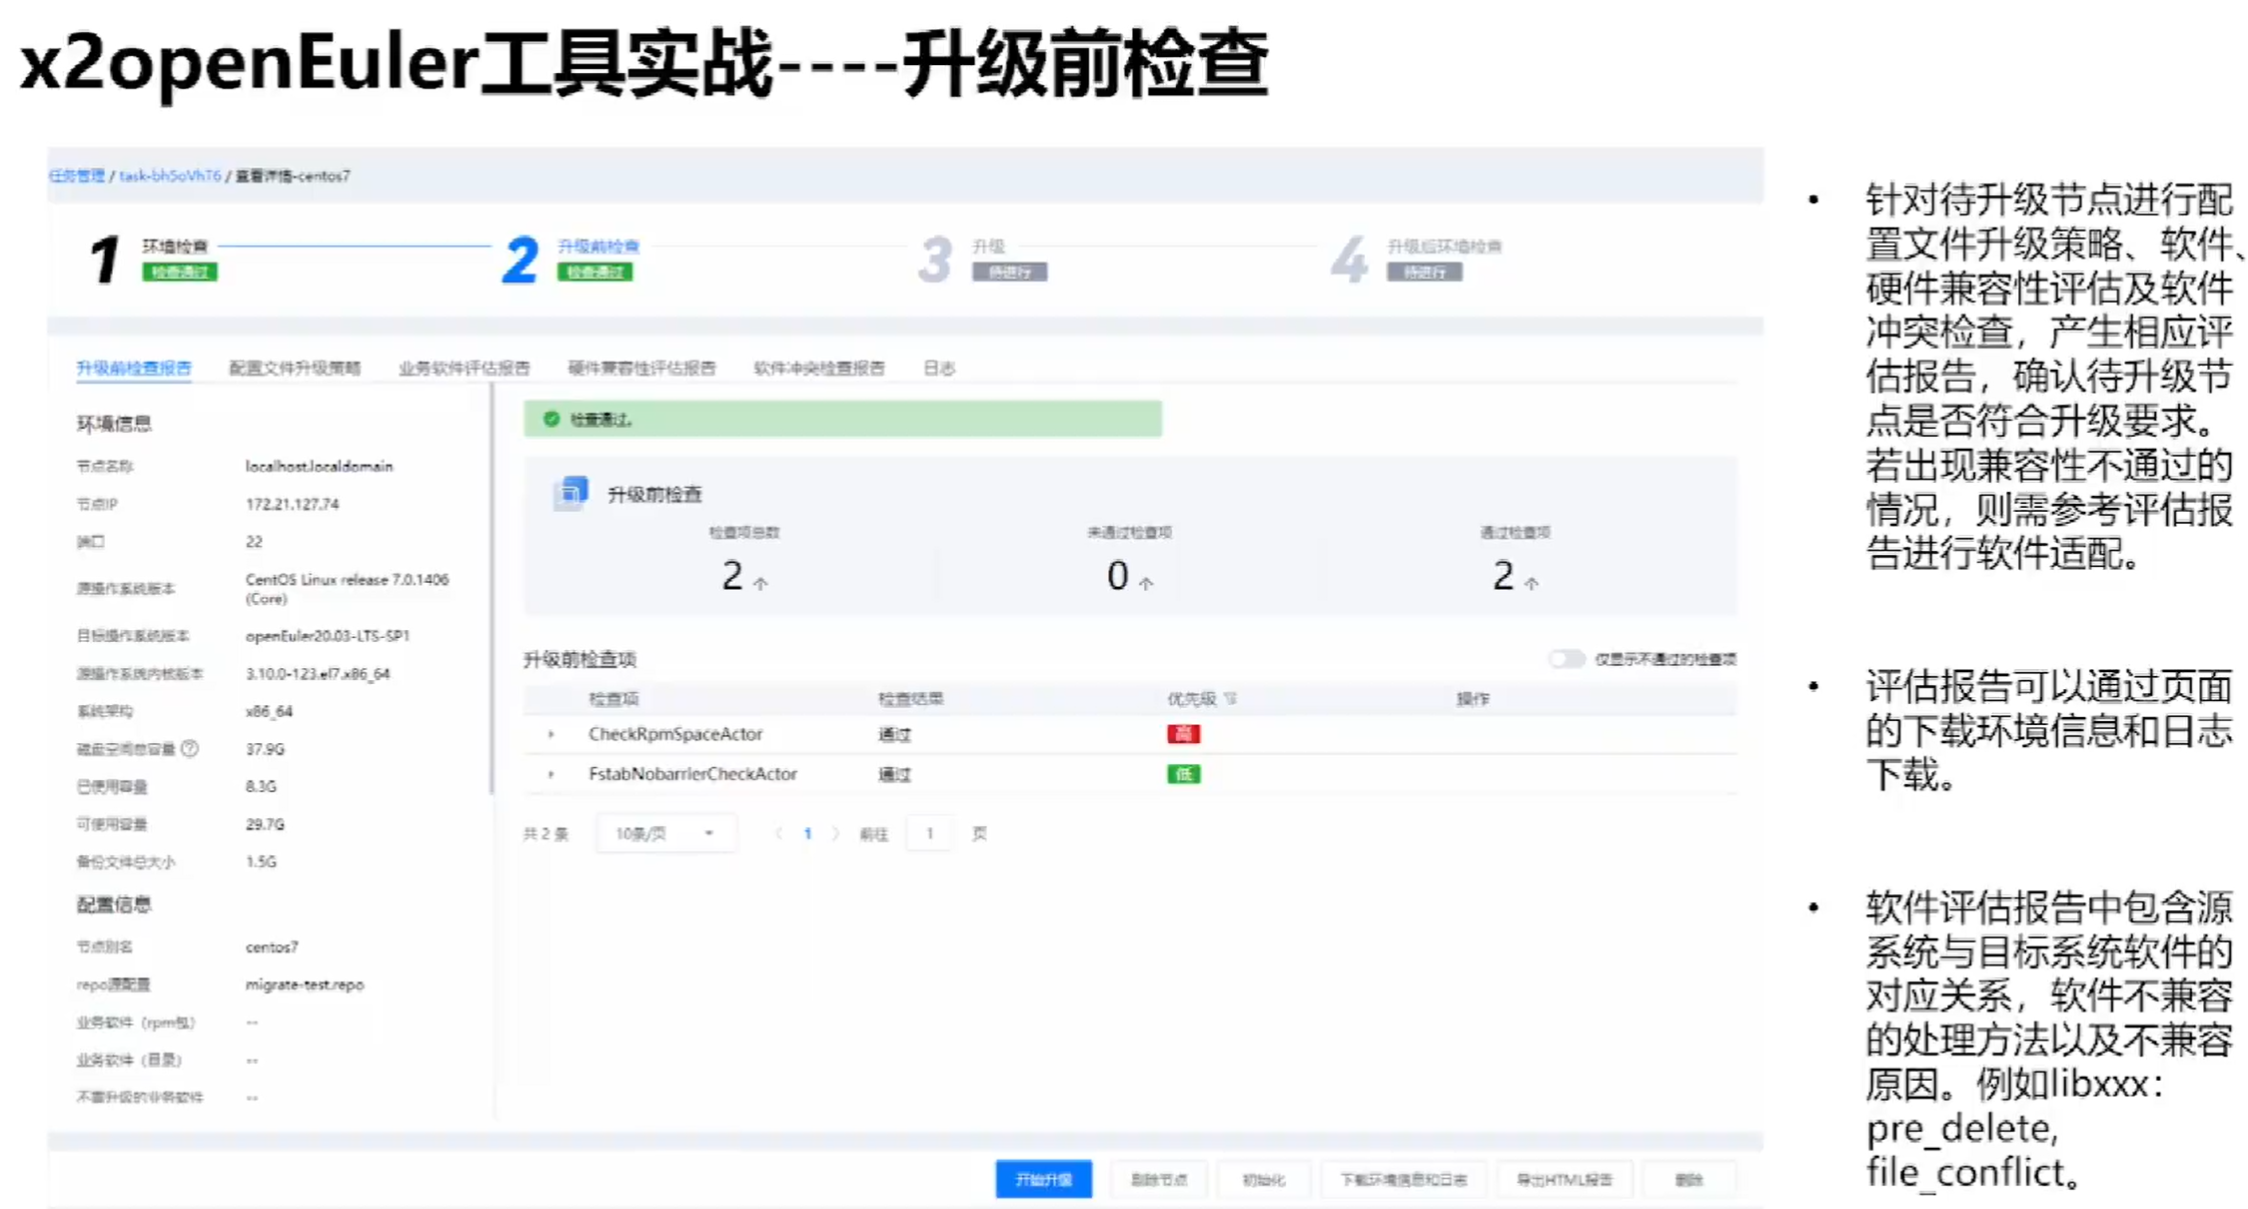 x2openEuler工具实战----升级前检查
任务管理 / task-bh5oVhT6 / 查看详情-centos7
1 环境检查
检查通过
2 升级前检查
检查通过
3 升级
待进行
4 升级后环境检查
待进行
升级前检查报告 配置文件升级策略 业务软件评估报告 硬件兼容性评估报告 软件冲突检查报告 日志
环境信息
节点名称 localhost.localdomain
节点IP 172.21.127.74
端口 22
源操作系统版本 CentOS Linux release 7.0.1406
(Core)
目标操作系统版本 openEuler20.03-LTS-SP1
源操作系统内核版本 3.10.0-123.el7.x86_64
系统架构 x86_64
磁盘空间总容量 37.9G
已使用容量 8.3G
可使用容量 29.7G
备份文件总大小 1.5G
配置信息
节点别名 centos7
repo源配置 migrate-test.repo
业务软件（rpm包） --
业务软件（目录） --
不需升级的业务软件 --
检查通过。
升级前检查
检查项总数 未通过检查项 通过检查项
2 0 2
升级前检查项 仅显示不通过的检查项
检查项 检查结果 优先级 操作
CheckRpmSpaceActor 通过 高
FstabNobarrierCheckActor 通过 低
共 2 条 10条/页 1 前往 1 页
开始升级 剔除节点 初始化 下载环境信息和日志 导出HTML报告 删除
• 针对待升级节点进行配
置文件升级策略、软件、
硬件兼容性评估及软件
冲突检查，产生相应评
估报告，确认待升级节
点是否符合升级要求。
若出现兼容性不通过的
情况，则需参考评估报
告进行软件适配。
• 评估报告可以通过页面
的下载环境信息和日志
下载。
• 软件评估报告中包含源
系统与目标系统软件的
对应关系，软件不兼容
的处理方法以及不兼容
原因。例如libxxx：
pre_delete,
file_conflict。